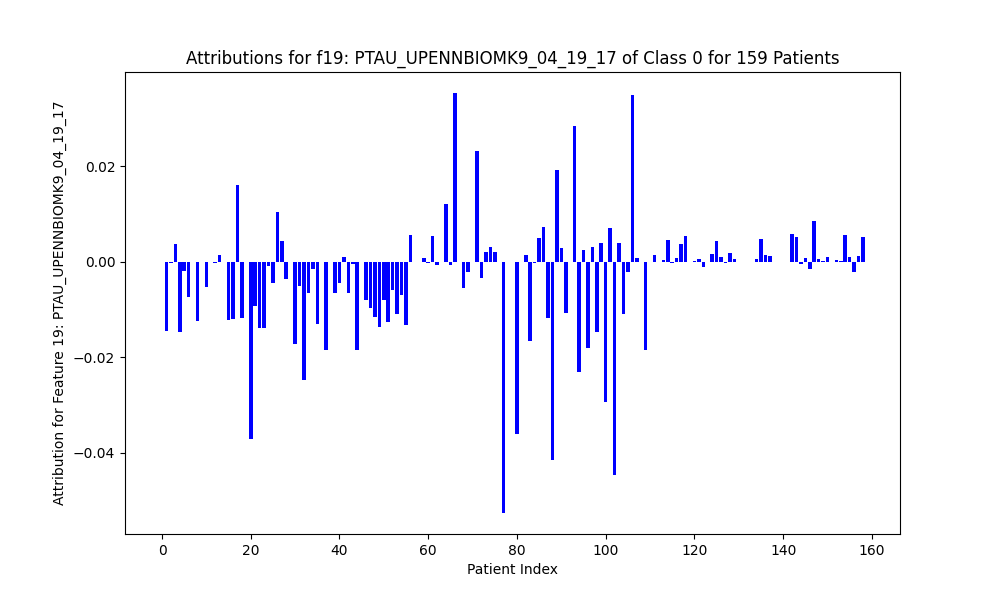 Attributions for f19: PTAU_UPENNBIOMK9_04_19_17 of Class 0 for 159 Patients
Attribution for Feature 19: PTAU_UPENNBIOMK9_04_19_17
0.02
0.00
−0.02
−0.04
0 20 40 60 80 100 120 140 160
Patient Index